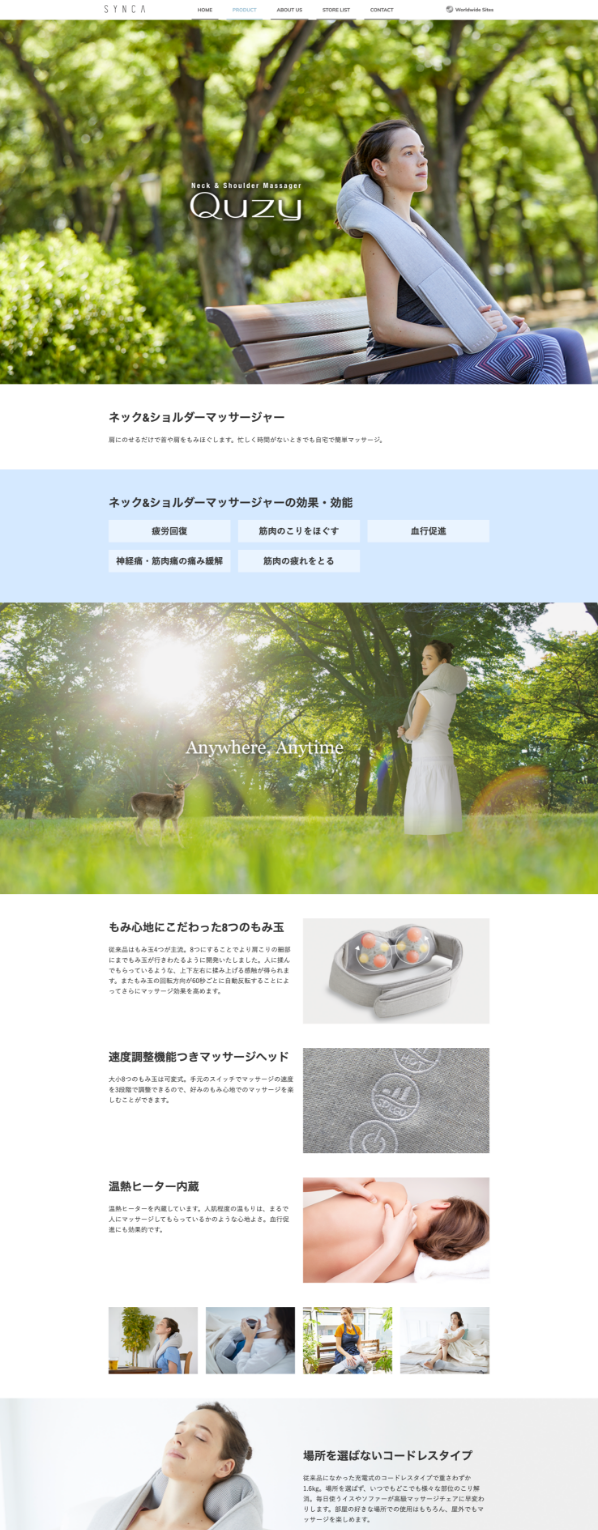 SYNCA
HOME
PRODUCT
ABOUT US
STORE LIST
CONTACT
Worldwide Sites
Neck & Shoulder Massager
Quzy
ネック&ショルダーマッサージャー
肩にのせるだけで首や肩をもみほぐします。忙しく時間がないときでも自宅で簡単マッサージ。
ネック&ショルダーマッサージャーの効果・効能
疲労回復
筋肉のこりをほぐす
血行促進
神経痛・筋肉痛の痛み緩解
筋肉の疲れをとる
Anywhere, Anytime
もみ心地にこだわった8つのもみ玉
従来品はもみ玉4つが主流。8つにすることでより肩こりの細部
にまでもみ玉が行きわたるように開発いたしました。人に揉ん
でもらっているような、上下左右に揉み上げる感触が得られま
す。またもみ玉の回転方向が60秒ごとに自動反転することによ
ってさらにマッサージ効果を高めます。
速度調整機能つきマッサージヘッド
大小8つのもみ玉は可変式。手元のスイッチでマッサージの速度
を3段階で調整できるので、好みのもみ心地でのマッサージを楽
しむことができます。
HOT
SPEED
温熱ヒーター内蔵
温熱ヒーターを内蔵しています。人肌程度の温もりは、まるで
人にマッサージしてもらっているかのような心地よさ。血行促
進にも効果的です。
場所を選ばないコードレスタイプ
従来品になかった充電式のコードレスタイプで重さわずか
1.6kg。場所を選ばず、いつでもどこでも様々な部位のこり解
消。毎日使うイスやソファーが高級マッサージチェアに早変わ
りします。部屋の好きな場所での使用はもちろん、屋外でもマ
ッサージを楽しめます。